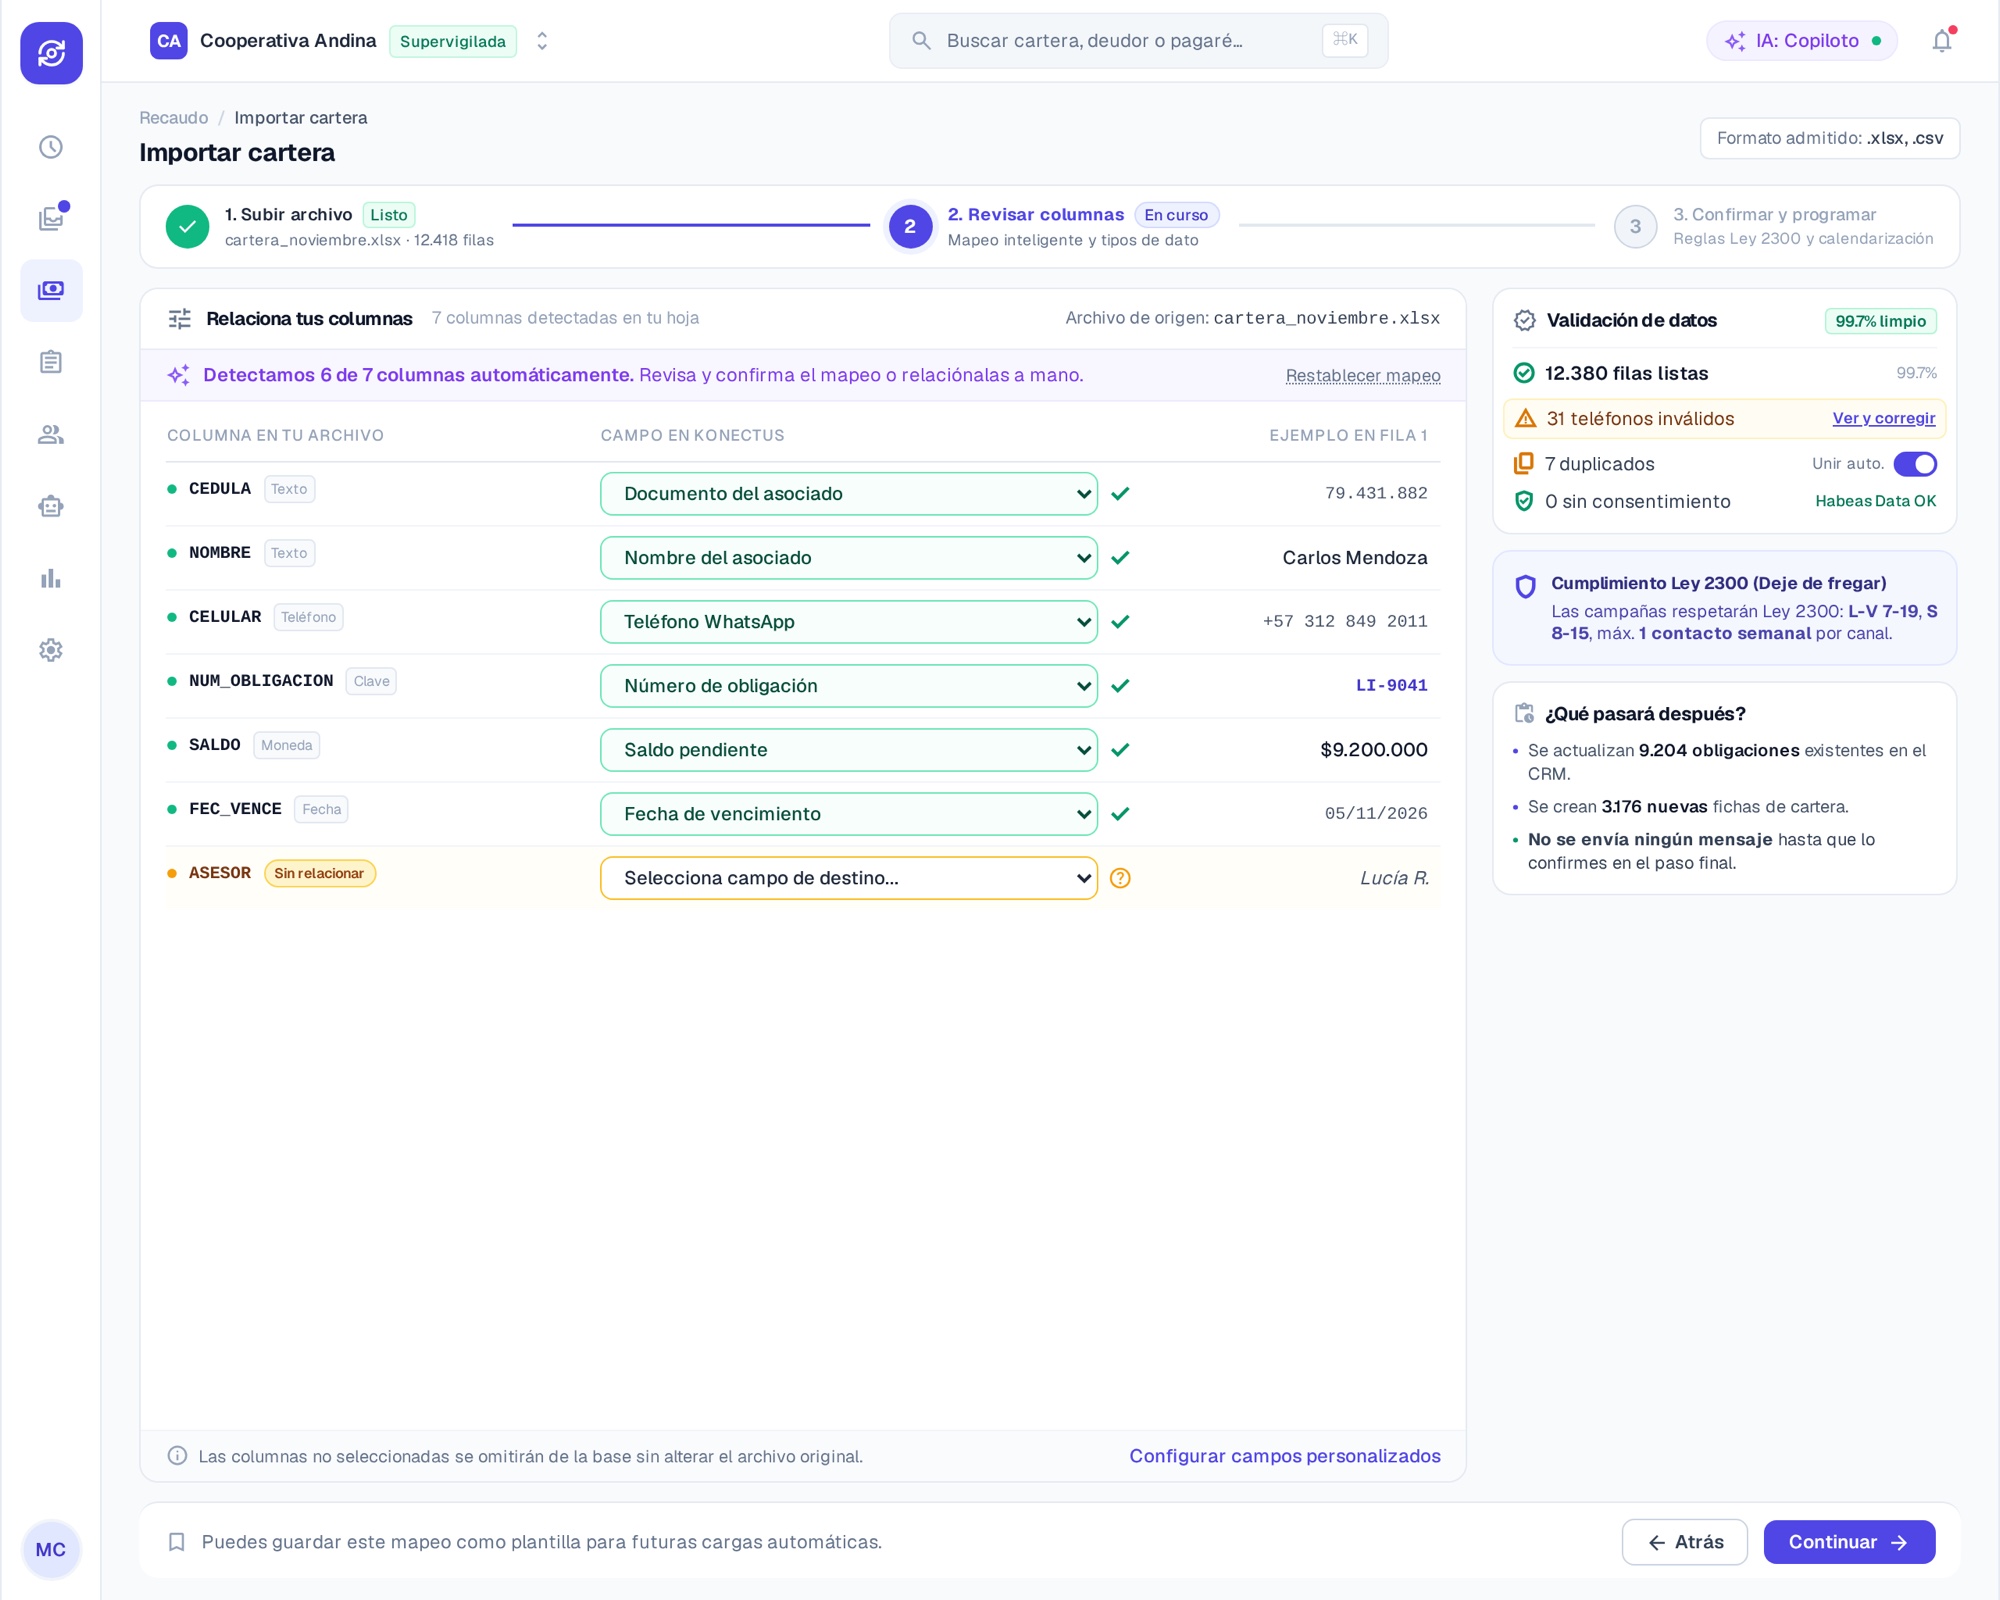 CA Cooperativa Andina Supervigilada
Buscar cartera, deudor o pagaré... ⌘K
IA: Copiloto
Recaudo / Importar cartera
Importar cartera
Formato admitido: .xlsx, .csv
1. Subir archivo Listo
cartera_noviembre.xlsx · 12.418 filas
2
2. Revisar columnas En curso
Mapeo inteligente y tipos de dato
3
3. Confirmar y programar
Reglas Ley 2300 y calendarización
Relaciona tus columnas 7 columnas detectadas en tu hoja Archivo de origen: cartera_noviembre.xlsx
Detectamos 6 de 7 columnas automáticamente. Revisa y confirma el mapeo o relaciónalas a mano. Restablecer mapeo
COLUMNA EN TU ARCHIVO CAMPO EN KONECTUS EJEMPLO EN FILA 1
CEDULA Texto Documento del asociado 79.431.882
NOMBRE Texto Nombre del asociado Carlos Mendoza
CELULAR Teléfono Teléfono WhatsApp +57 312 849 2011
NUM_OBLIGACION Clave Número de obligación LI-9041
SALDO Moneda Saldo pendiente $9.200.000
FEC_VENCE Fecha Fecha de vencimiento 05/11/2026
ASESOR Sin relacionar Selecciona campo de destino... Lucía R.
Las columnas no seleccionadas se omitirán de la base sin alterar el archivo original. Configurar campos personalizados
Validación de datos 99.7% limpio
12.380 filas listas 99.7%
31 teléfonos inválidos Ver y corregir
7 duplicados Unir auto.
0 sin consentimiento Habeas Data OK
Cumplimiento Ley 2300 (Deje de fregar)
Las campañas respetarán Ley 2300: L-V 7-19, S
8-15, máx. 1 contacto semanal por canal.
¿Qué pasará después?
• Se actualizan 9.204 obligaciones existentes en el
CRM.
• Se crean 3.176 nuevas fichas de cartera.
• No se envía ningún mensaje hasta que lo
confirmes en el paso final.
Puedes guardar este mapeo como plantilla para futuras cargas automáticas.
← Atrás
Continuar →
MC